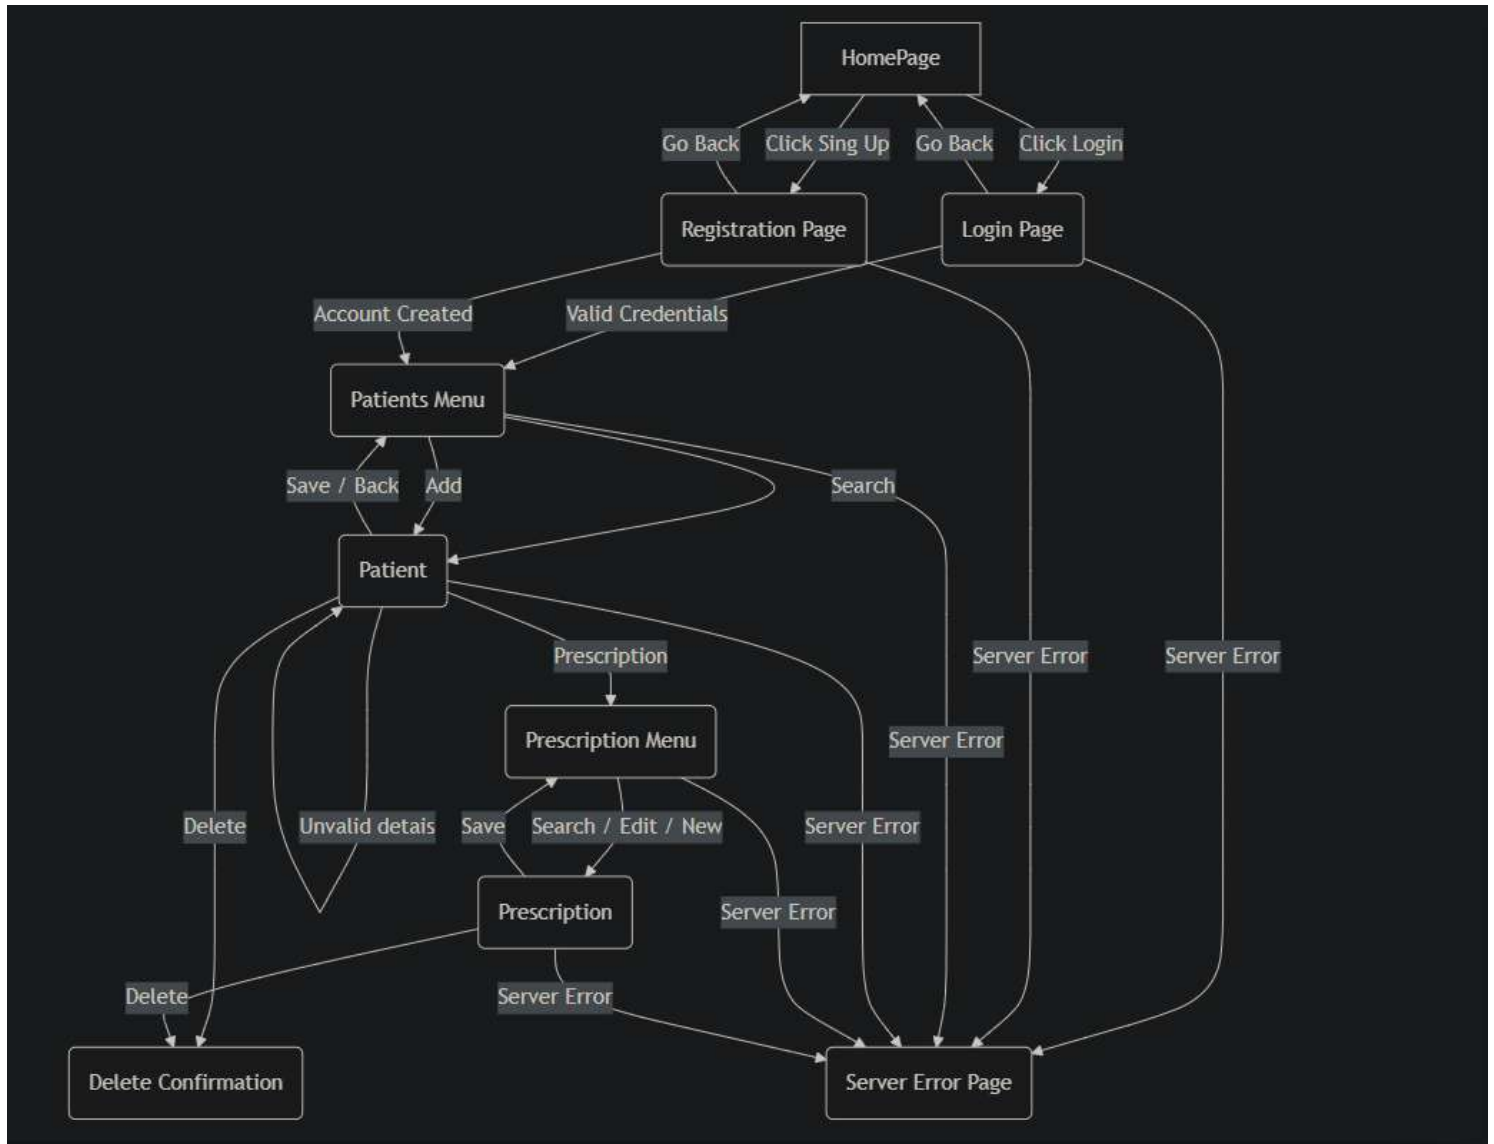 HomePage
Go Back
Click Sing Up
Go Back
Click Login
Registration Page
Login Page
Account Created
Valid Credentials
Patients Menu
Save / Back
Add
Search
Patient
Prescription
Server Error
Server Error
Prescription Menu
Server Error
Delete
Unvalid detais
Save
Search / Edit / New
Server Error
Prescription
Server Error
Delete
Server Error
Delete Confirmation
Server Error Page